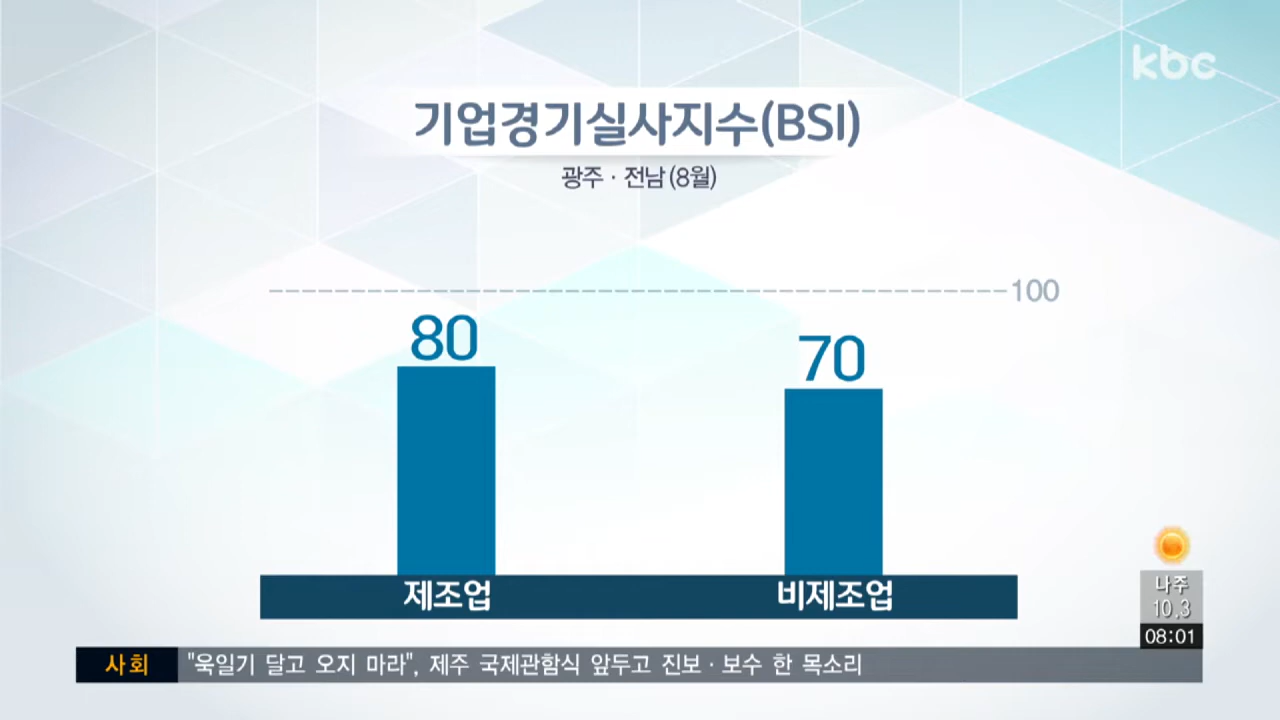 kbc
기업경기실사지수(BSI)
광주 · 전남 (8월)
100
80
70
제조업
비제조업
나주
10.3
08:01
사회
"욱일기 달고 오지 마라", 제주 국제관함식 앞두고 진보·보수 한 목소리